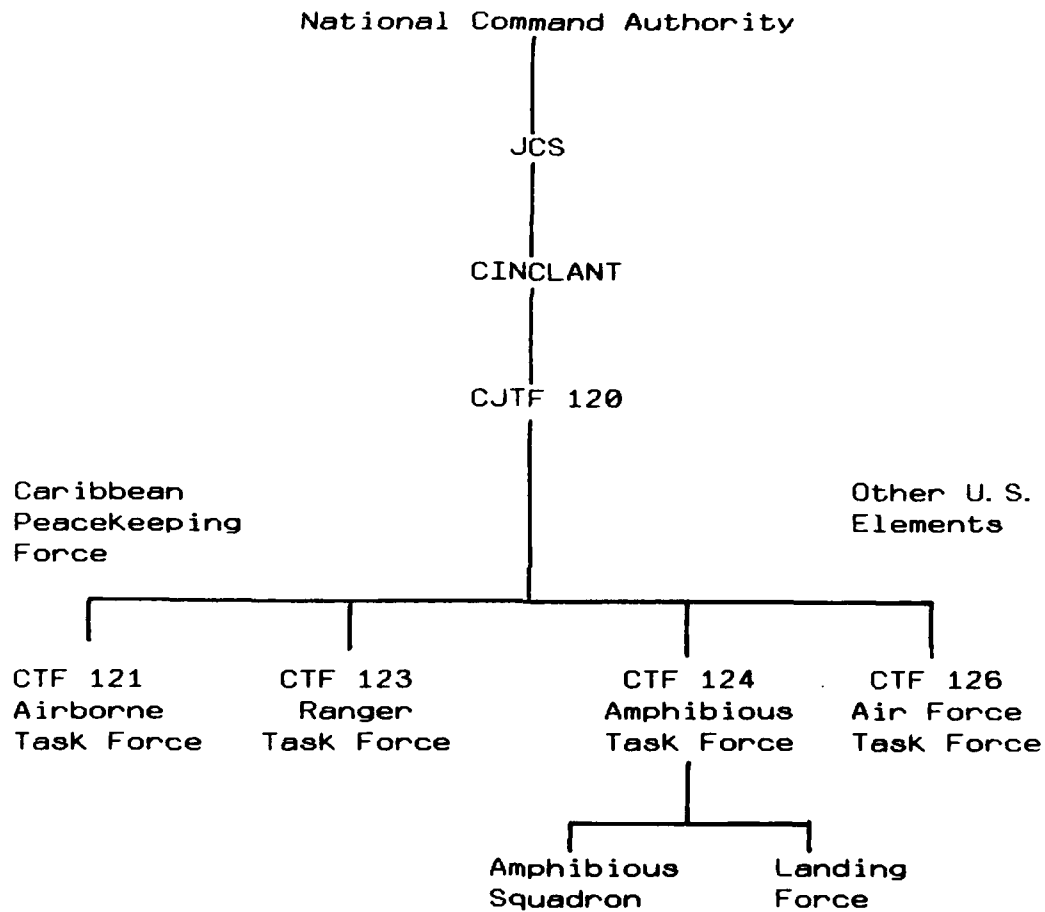 National Command Authority
JCS
CINCLANT
CJTF 120
Caribbean
Peacekeeping
Force
Other U.S.
Elements
CTF 121
Airborne
Task Force
CTF 123
Ranger
Task Force
CTF 124
Amphibious
Task Force
CTF 126
Air Force
Task Force
Amphibious
Squadron
Landing
Force